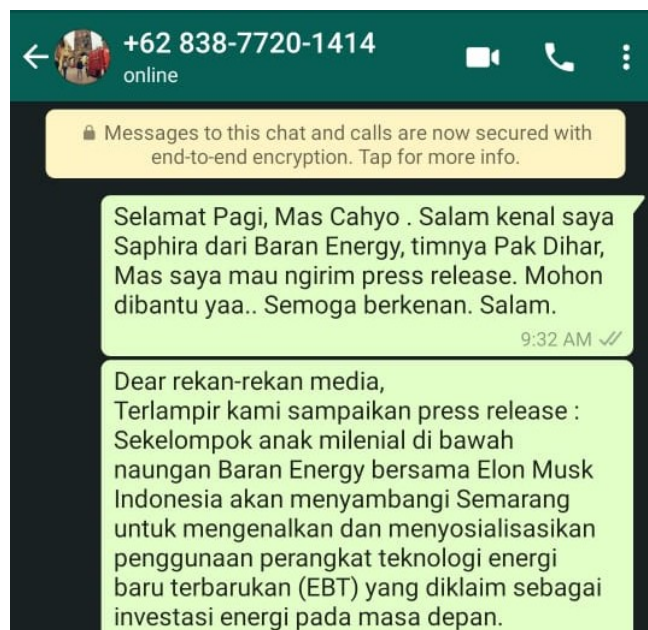 +62 838-7720-1414
online
Messages to this chat and calls are now secured with
end-to-end encryption. Tap for more info.
Selamat Pagi, Mas Cahyo . Salam kenal saya
Saphira dari Baran Energy, timnya Pak Dihar,
Mas saya mau ngirim press release. Mohon
dibantu yaa.. Semoga berkenan. Salam.
9:32 AM
Dear rekan-rekan media,
Terlampir kami sampaikan press release :
Sekelompok anak milenial di bawah
naungan Baran Energy bersama Elon Musk
Indonesia akan menyambangi Semarang
untuk mengenalkan dan menyosialisasikan
penggunaan perangkat teknologi energi
baru terbarukan (EBT) yang diklaim sebagai
investasi energi pada masa depan.